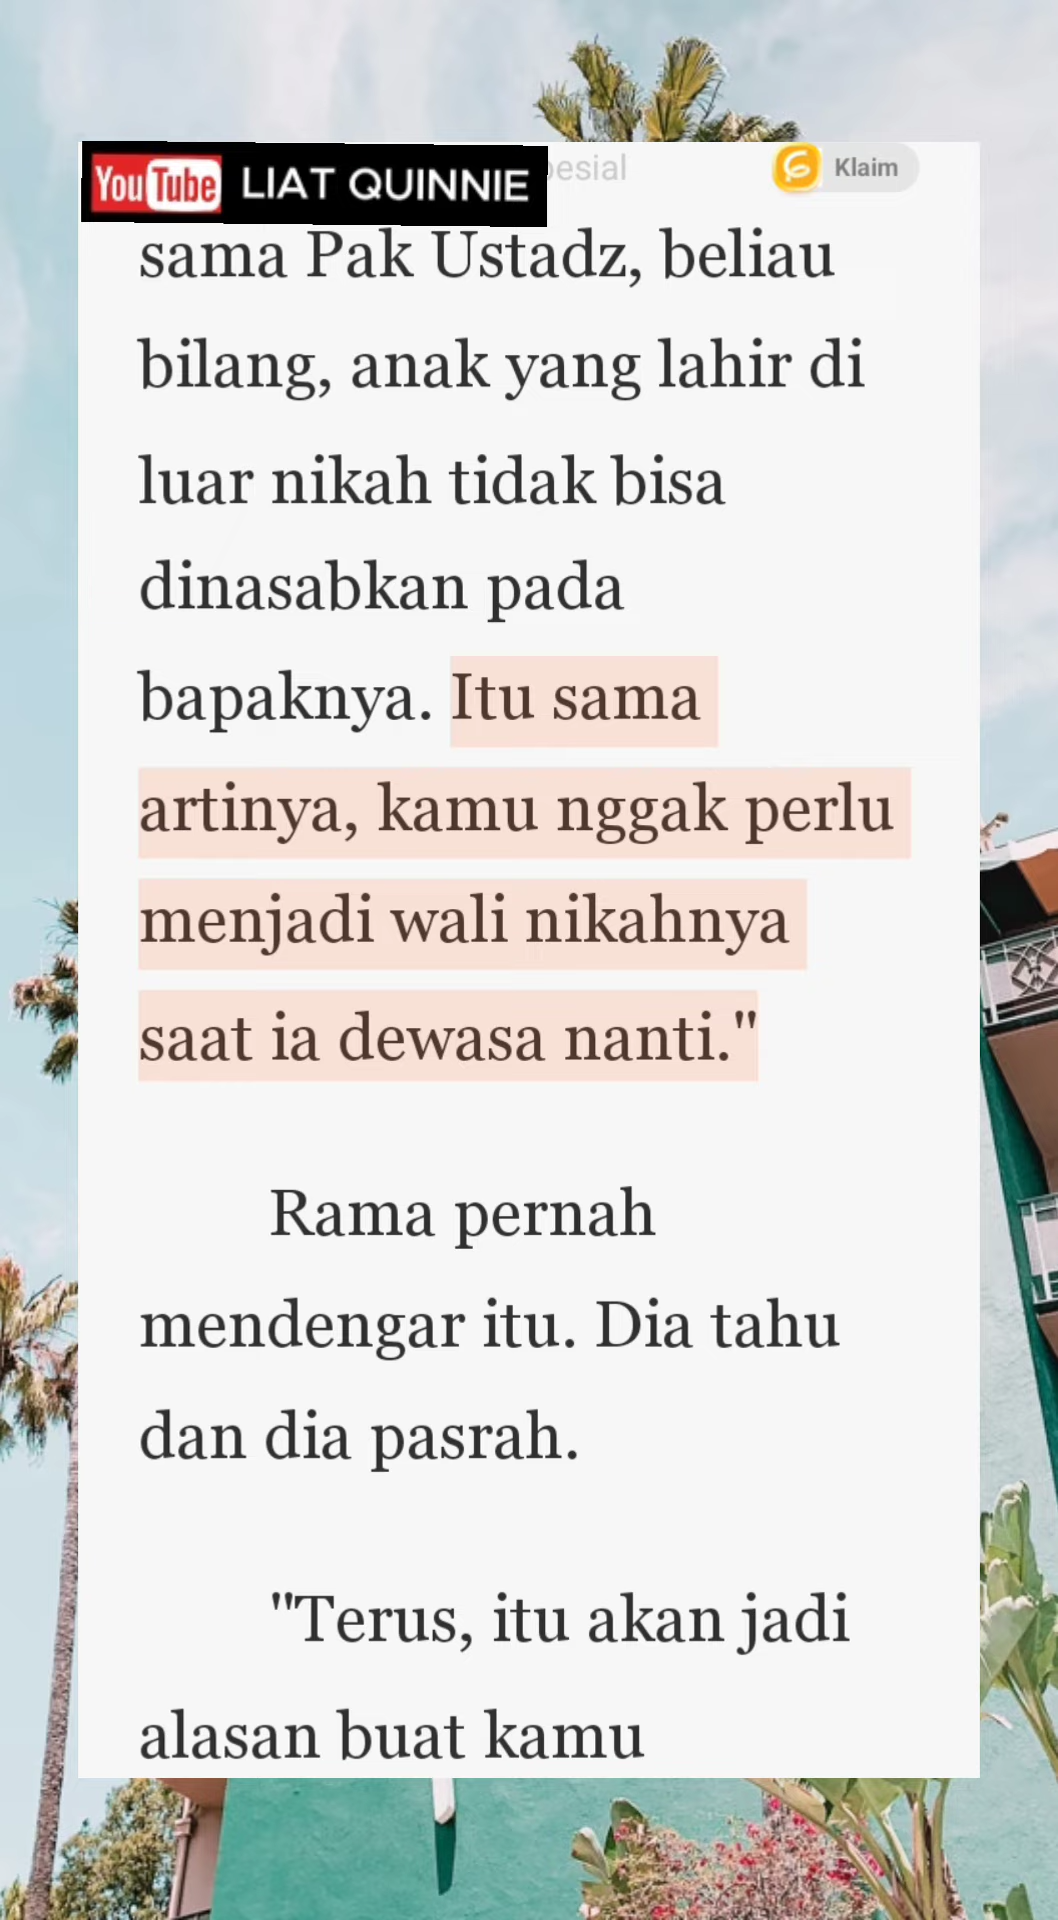 YouTube LIAT QUINNIE
Klaim
sama Pak Ustadz, beliau
bilang, anak yang lahir di
luar nikah tidak bisa
dinasabkan pada
bapaknya. Itu sama
artinya, kamu nggak perlu
menjadi wali nikahnya
saat ia dewasa nanti."
Rama pernah
mendengar itu. Dia tahu
dan dia pasrah.
"Terus, itu akan jadi
alasan buat kamu